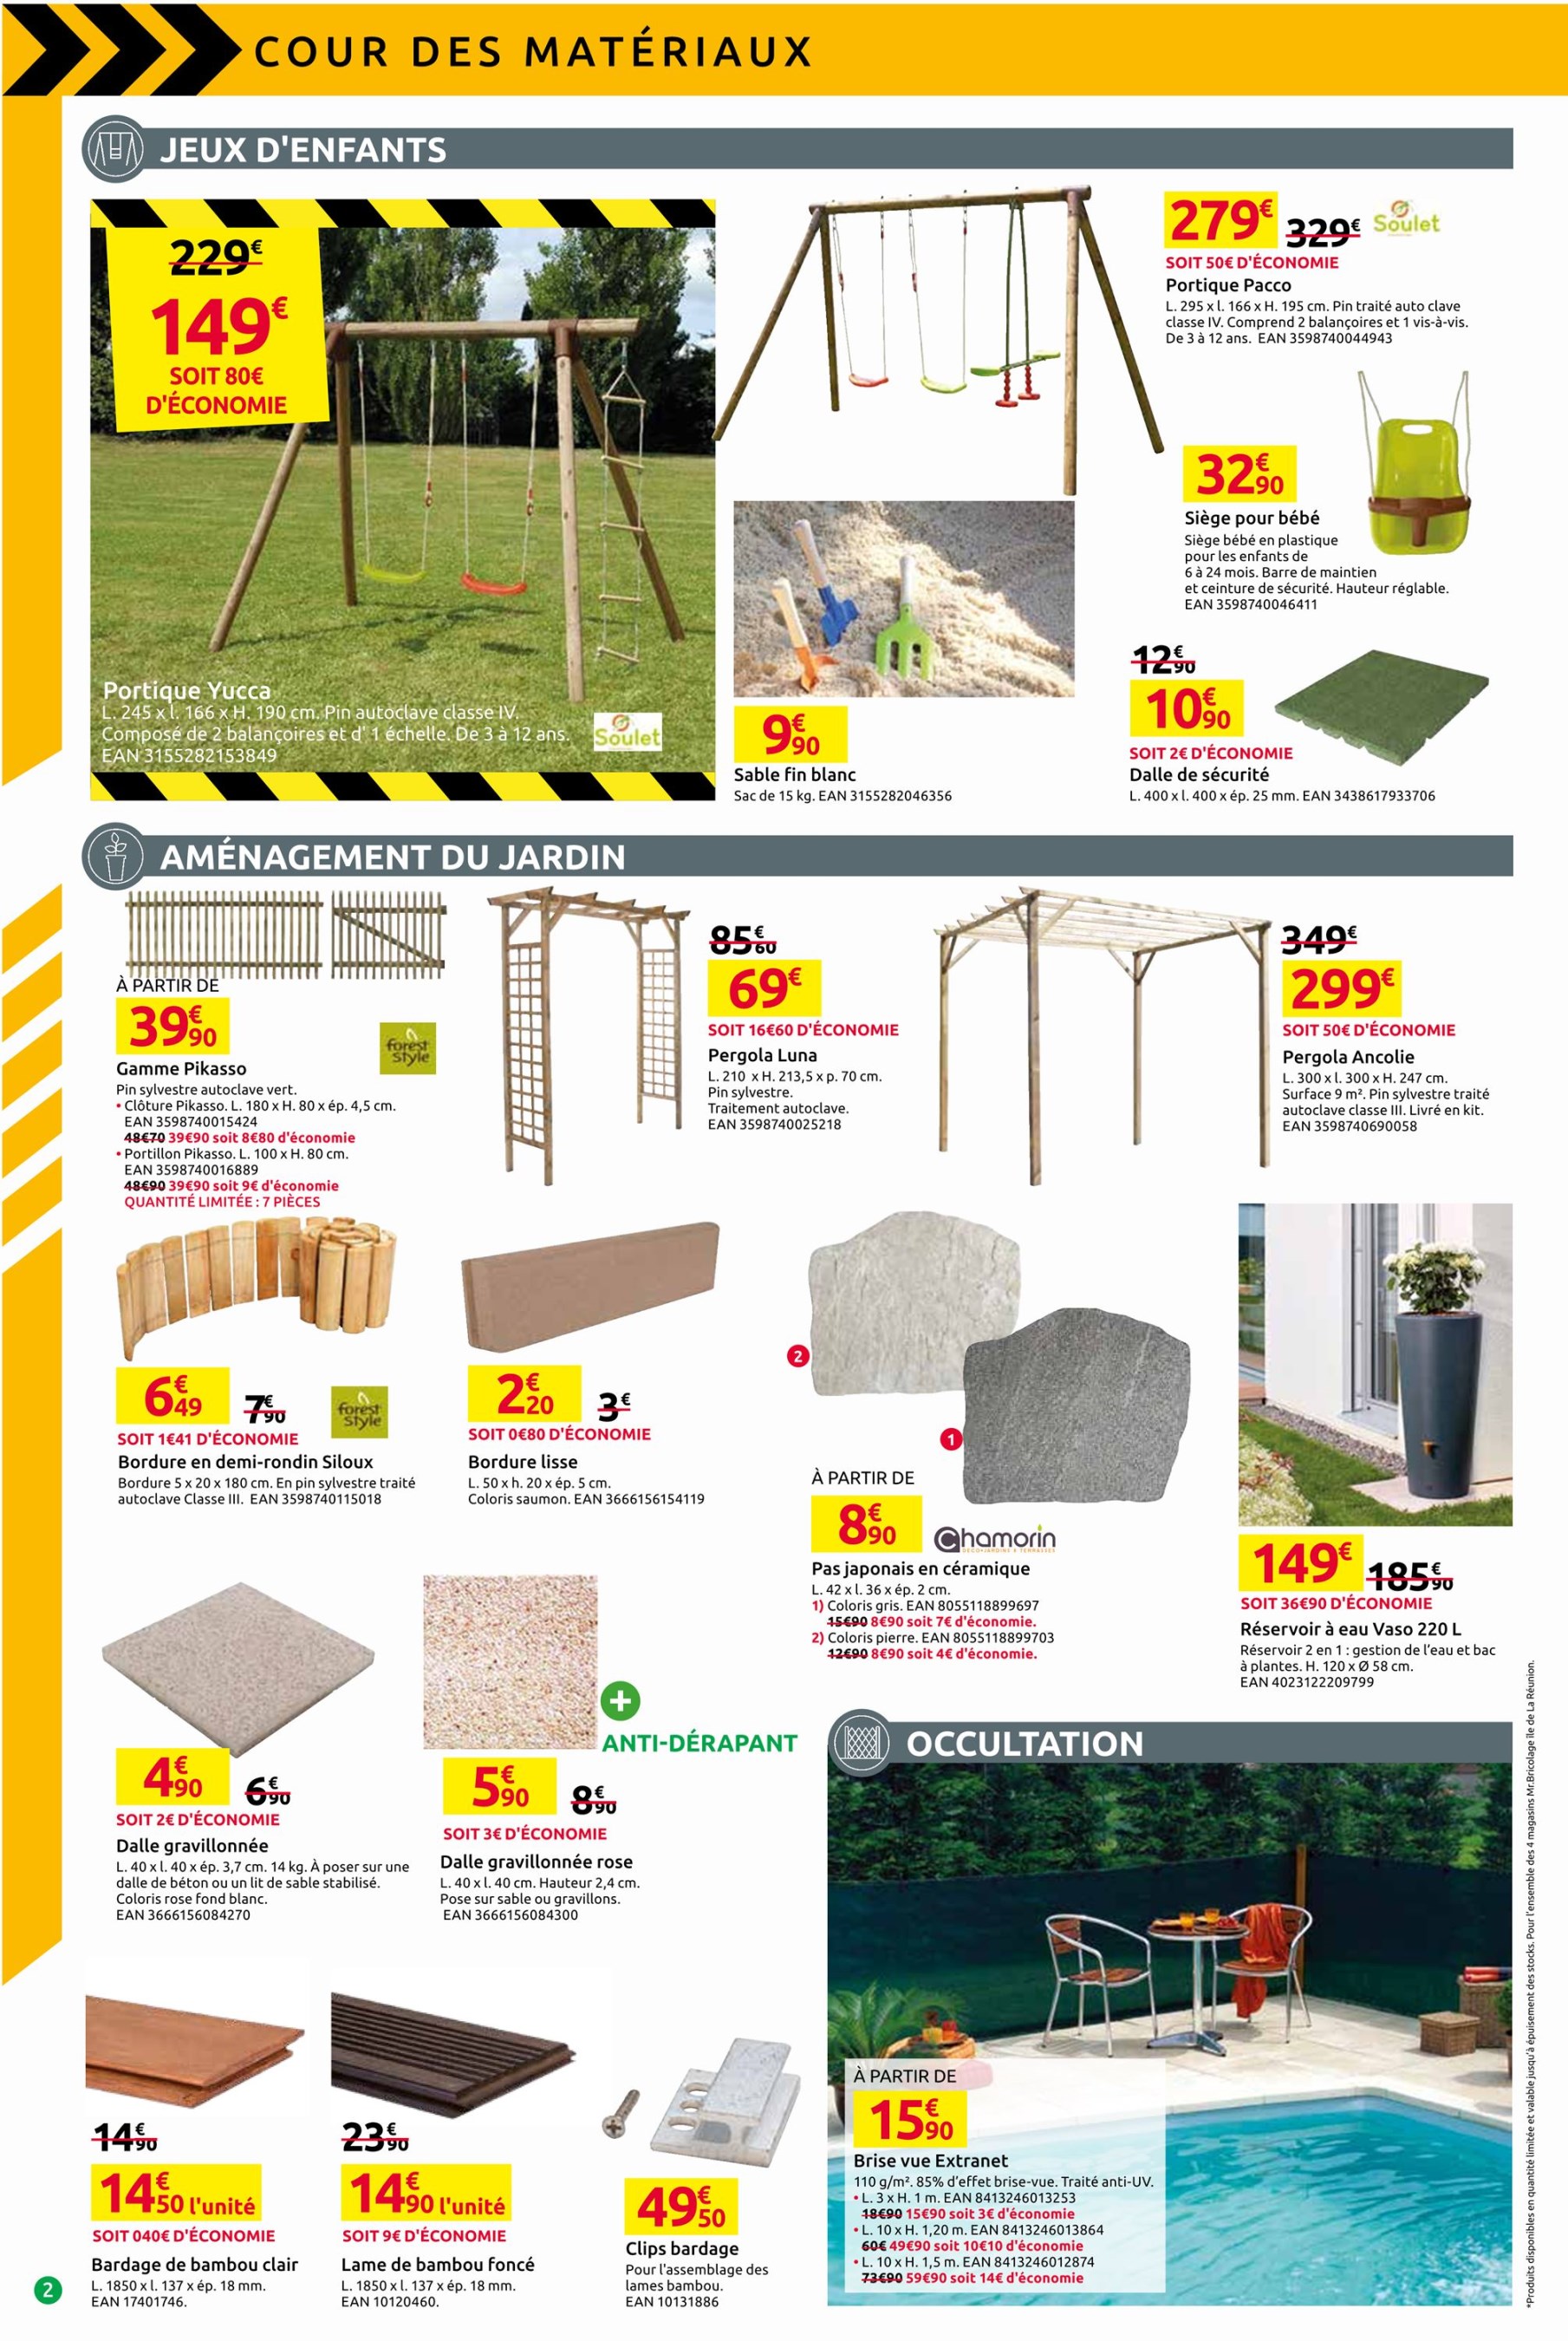 COUR DES MATÉRIAUX
JEUX D'ENFANTS
229€
149€
SOIT 80€
D'ÉCONOMIE
Portique Yucca
L. 245 x l. 166 x H. 190 cm. Pin autoclave classe IV.
Composé de 2 balançoires et d' 1 échelle. De 3 à 12 ans.
EAN 3155282153849
Soulet
279€ 329€
Soulet
SOIT 50€ D'ÉCONOMIE
Portique Pacco
L. 295 x l. 166 x H. 195 cm. Pin traité auto clave
classe IV. Comprend 2 balançoires et 1 vis-à-vis.
De 3 à 12 ans. EAN 3598740044943
32€90
Siège pour bébé
Siège bébé en plastique
pour les enfants de
6 à 24 mois. Barre de maintien
et ceinture de sécurité. Hauteur réglable.
EAN 3598740046411
9€90
Sable fin blanc
Sac de 15 kg. EAN 3155282046356
12€90
10€90
SOIT 2€ D'ÉCONOMIE
Dalle de sécurité
L. 400 x l. 400 x ép. 25 mm. EAN 3438617933706
AMÉNAGEMENT DU JARDIN
À PARTIR DE
39€90
forest
style
Gamme Pikasso
Pin sylvestre autoclave vert.
• Clôture Pikasso. L. 180 x H. 80 x ép. 4,5 cm.
EAN 3598740015424
48€70 39€90 soit 8€80 d'économie
• Portillon Pikasso. L. 100 x H. 80 cm.
EAN 3598740016889
48€90 39€90 soit 9€ d'économie
QUANTITÉ LIMITÉE : 7 PIÈCES
85€60
69€
SOIT 16€60 D'ÉCONOMIE
Pergola Luna
L. 210 x H. 213,5 x p. 70 cm.
Pin sylvestre.
Traitement autoclave.
EAN 3598740025218
349€
299€
SOIT 50€ D'ÉCONOMIE
Pergola Ancolie
L. 300 x l. 300 x H. 247 cm.
Surface 9 m². Pin sylvestre traité
autoclave classe III. Livré en kit.
EAN 3598740690058
6€49 7€90
forest
style
SOIT 1€41 D'ÉCONOMIE
Bordure en demi-rondin Siloux
Bordure 5 x 20 x 180 cm. En pin sylvestre traité
autoclave Classe III. EAN 3598740115018
2€20 3€
SOIT 0€80 D'ÉCONOMIE
Bordure lisse
L. 50 x h. 20 x ép. 5 cm.
Coloris saumon. EAN 3666156154119
2
1
À PARTIR DE
8€90
Chamorin
Pas japonais en céramique
L. 42 x l. 36 x ép. 2 cm.
1) Coloris gris. EAN 8055118899697
15€90 8€90 soit 7€ d'économie.
2) Coloris pierre. EAN 8055118899703
12€90 8€90 soit 4€ d'économie.
149€ 185€90
SOIT 36€90 D'ÉCONOMIE
Réservoir à eau Vaso 220 L
Réservoir 2 en 1 : gestion de l'eau et bac
à plantes. H. 120 x Ø 58 cm.
EAN 4023122209799
4€90 6€90
SOIT 2€ D'ÉCONOMIE
Dalle gravillonnée
L. 40 x l. 40 x ép. 3,7 cm. 14 kg. À poser sur une
dalle de béton ou un lit de sable stabilisé.
Coloris rose fond blanc.
EAN 3666156084270
+
ANTI-DÉRAPANT
5€90 8€90
SOIT 3€ D'ÉCONOMIE
Dalle gravillonnée rose
L. 40 x l. 40 cm. Hauteur 2,4 cm.
Pose sur sable ou gravillons.
EAN 3666156084300
14€90
14€50 l'unité
SOIT 040€ D'ÉCONOMIE
Bardage de bambou clair
L. 1850 x l. 137 x ép. 18 mm.
EAN 17401746.
23€90
14€90 l'unité
SOIT 9€ D'ÉCONOMIE
Lame de bambou foncé
L. 1850 x l. 137 x ép. 18 mm.
EAN 10120460.
49€50
Clips bardage
Pour l'assemblage des
lames bambou.
EAN 10131886
OCCULTATION
À PARTIR DE
15€90
Brise vue Extranet
110 g/m². 85% d'effet brise-vue. Traité anti-UV.
• L. 3 x H. 1 m. EAN 8413246013253
18€90 15€90 soit 3€ d'économie
• L. 10 x H. 1,20 m. EAN 8413246013864
60€ 49€90 soit 10€10 d'économie
• L. 10 x H. 1,5 m. EAN 8413246012874
73€90 59€90 soit 14€ d'économie
*Produits disponibles en quantité limitée et valable jusqu'à épuisement des stocks. Pour l'ensemble des 4 magasins Mr.Bricolage île de La Réunion.
2